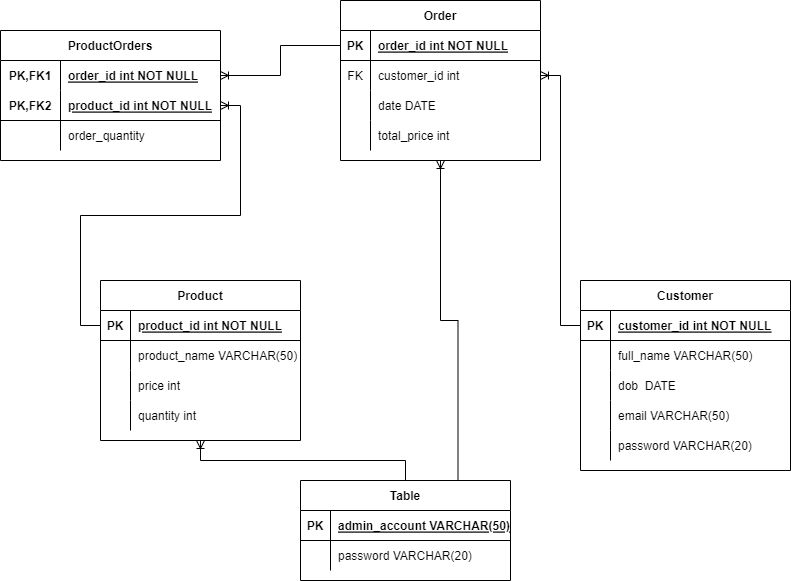 Order
PK order_id int NOT NULL
FK customer_id int
date DATE
total_price int
ProductOrders
PK,FK1 order_id int NOT NULL
PK,FK2 product_id int NOT NULL
order_quantity
Product
PK product_id int NOT NULL
product_name VARCHAR(50)
price int
quantity int
Customer
PK customer_id int NOT NULL
full_name VARCHAR(50)
dob DATE
email VARCHAR(50)
password VARCHAR(20)
Table
PK admin_account VARCHAR(50)
password VARCHAR(20)